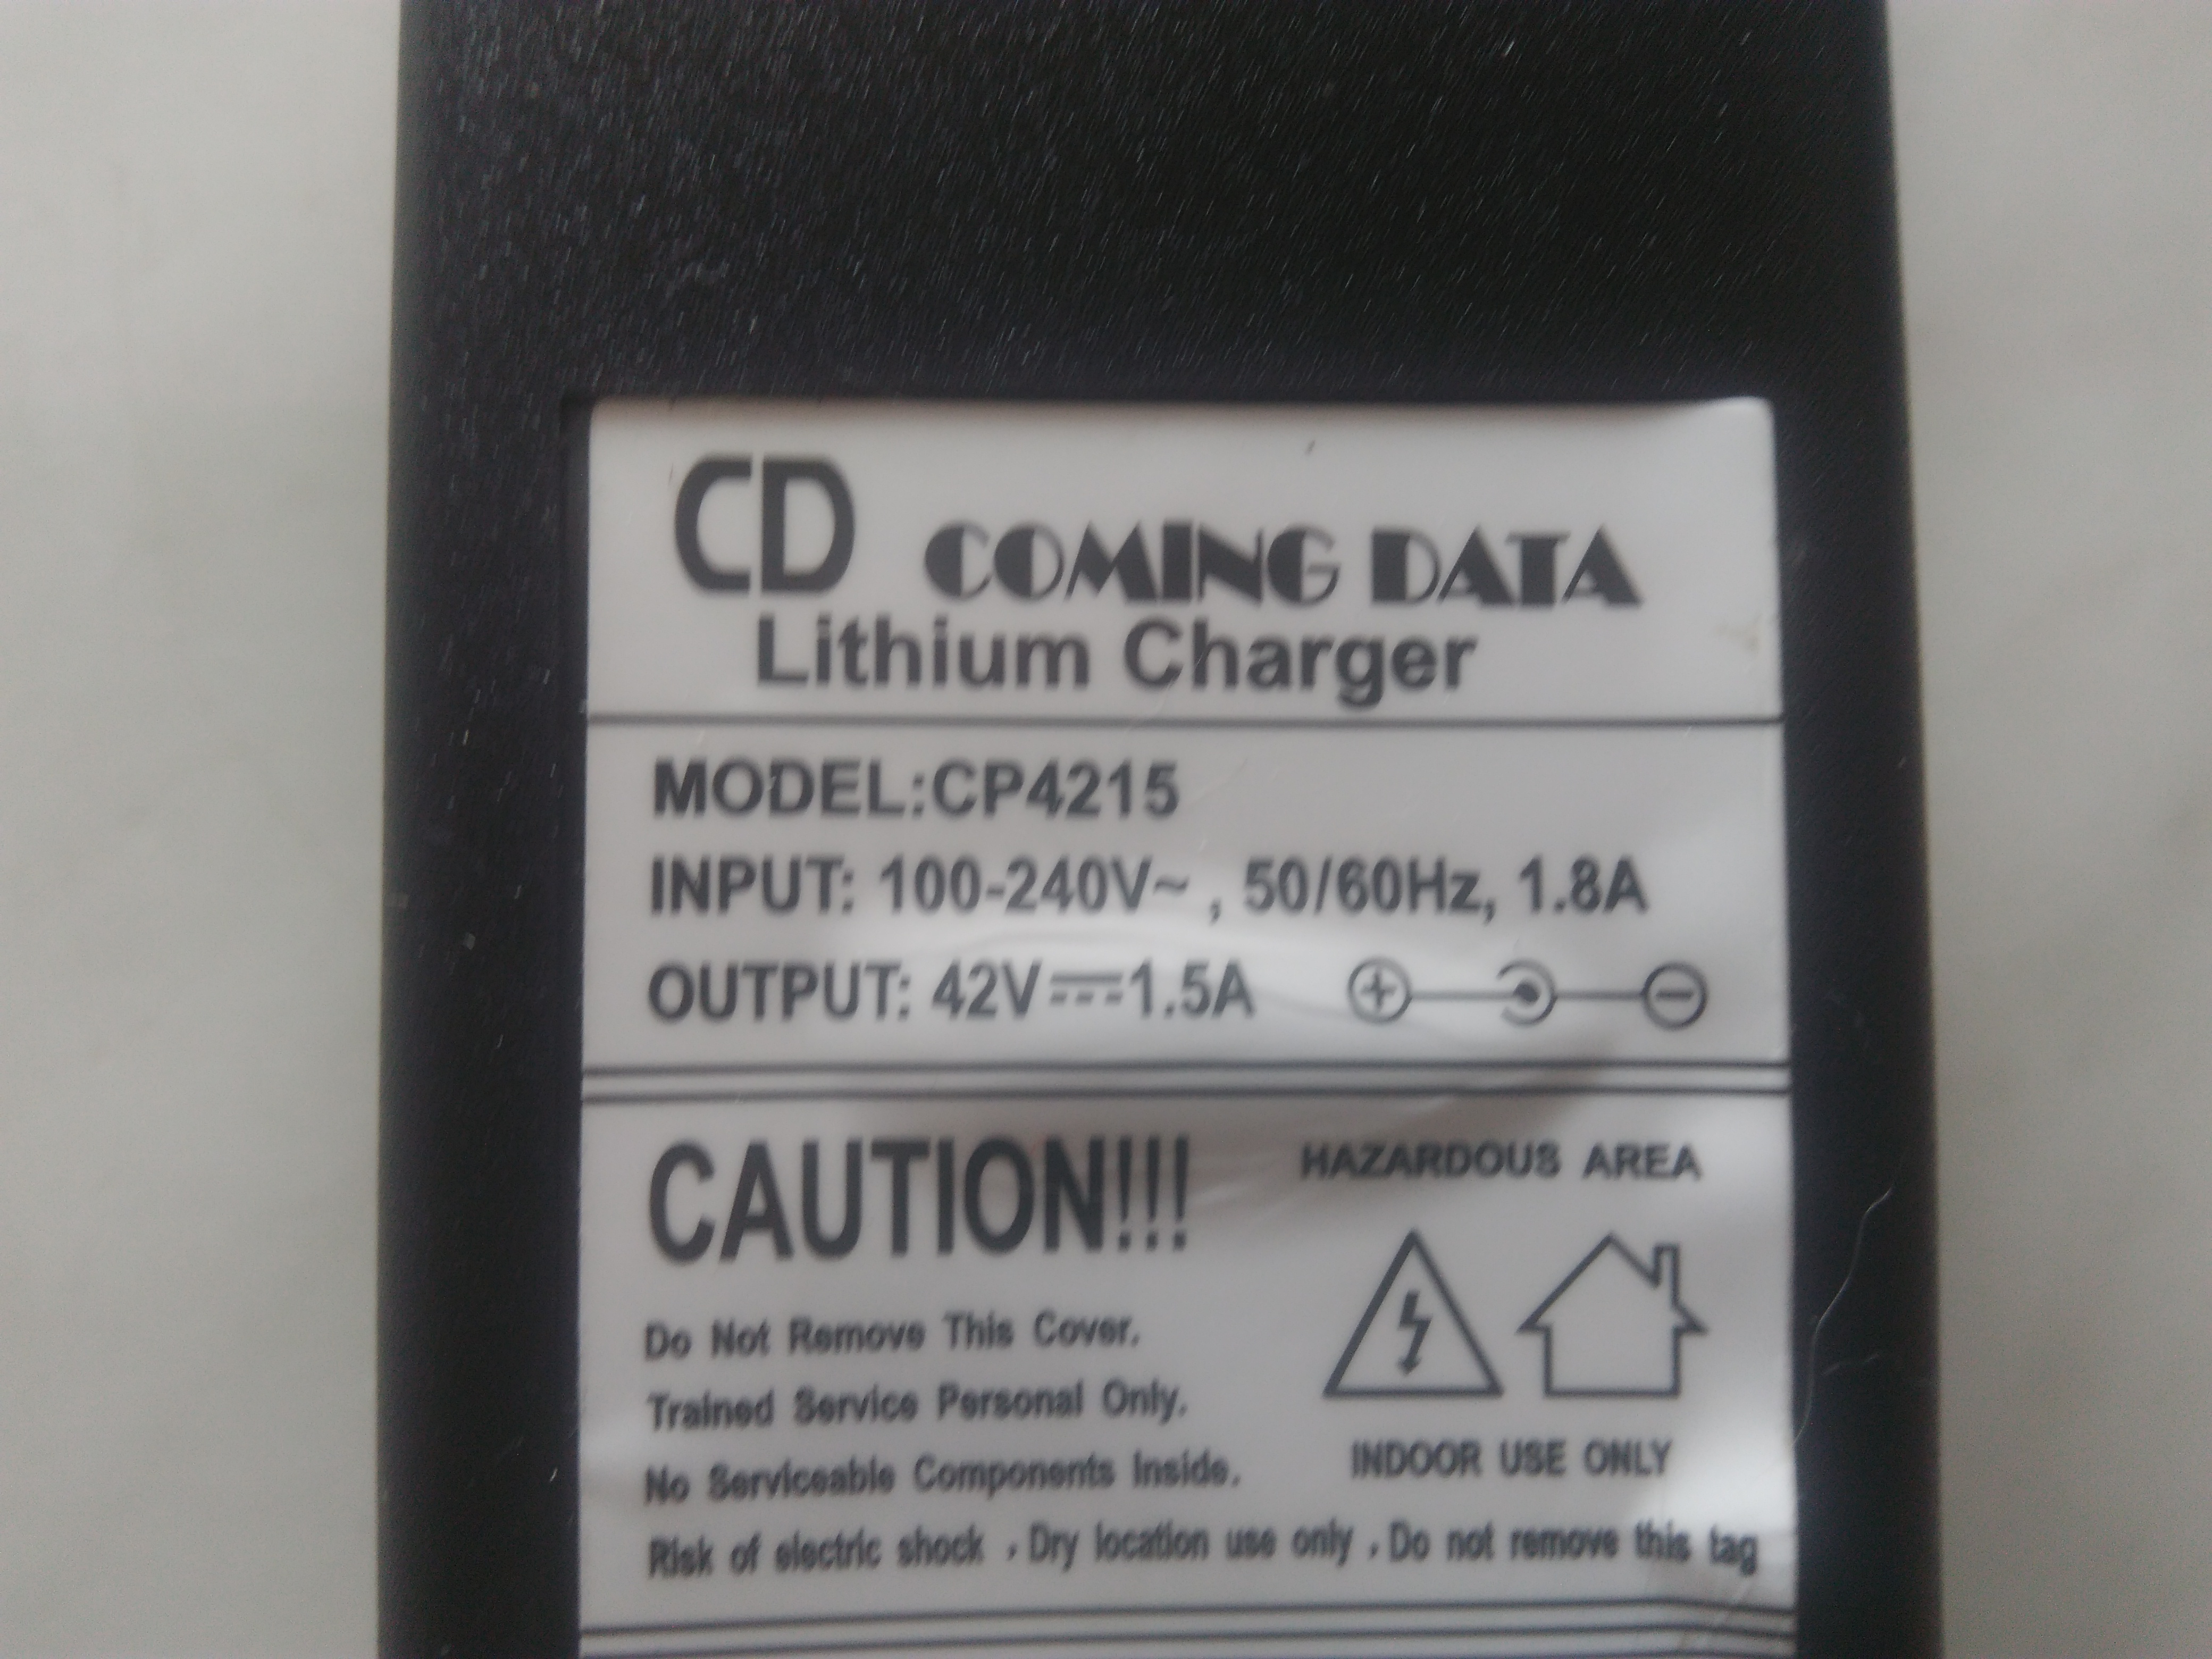 CD COMING DATA
Lithium Charger
MODEL:CP4215
INPUT: 100-240V~ , 50/60Hz, 1.8A
OUTPUT: 42V⎓1.5A
CAUTION!!!
HAZARDOUS AREA
Do Not Remove This Cover.
Trained Service Personal Only.
No Serviceable Components Inside.
INDOOR USE ONLY
Risk of electric shock , Dry location use only , Do not remove this tag